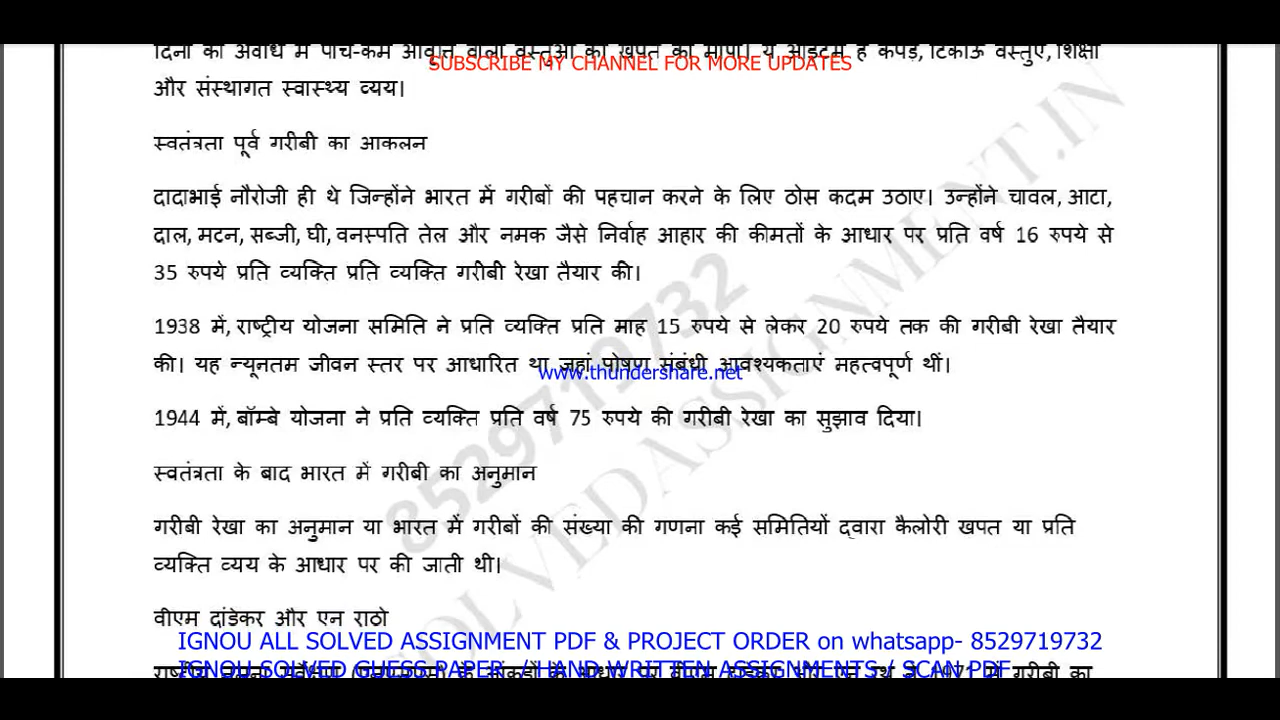 दिनों की अवधि में पांच-कम आवृत्ति वाली वस्तुओं की खपत को मापा। ये आइटम हैं कपड़े, टिकाऊ वस्तुएं, शिक्षा
SUBSCRIBE MY CHANNEL FOR MORE UPDATES
और संस्थागत स्वास्थ्य व्यय।
स्वतंत्रता पूर्व गरीबी का आकलन
दादाभाई नौरोजी ही थे जिन्होंने भारत में गरीबों की पहचान करने के लिए ठोस कदम उठाए। उन्होंने चावल, आटा,
दाल, मटन, सब्जी, घी, वनस्पति तेल और नमक जैसे निर्वाह आहार की कीमतों के आधार पर प्रति वर्ष 16 रुपये से
35 रुपये प्रति व्यक्ति प्रति व्यक्ति गरीबी रेखा तैयार की।
1938 में, राष्ट्रीय योजना समिति ने प्रति व्यक्ति प्रति माह 15 रुपये से लेकर 20 रुपये तक की गरीबी रेखा तैयार
की। यह न्यूनतम जीवन स्तर पर आधारित था जहां पोषण संबंधी आवश्यकताएं महत्वपूर्ण थीं।
www.thundershare.net
1944 में, बॉम्बे योजना ने प्रति व्यक्ति प्रति वर्ष 75 रुपये की गरीबी रेखा का सुझाव दिया।
स्वतंत्रता के बाद भारत में गरीबी का अनुमान
गरीबी रेखा का अनुमान या भारत में गरीबों की संख्या की गणना कई समितियों द्वारा कैलोरी खपत या प्रति
व्यक्ति व्यय के आधार पर की जाती थी।
वीएम दांडेकर और एन राठो
IGNOU ALL SOLVED ASSIGNMENT PDF & PROJECT ORDER on whatsapp- 8529719732
IGNOU SOLVED GUESS PAPER / HAND WRITTEN ASSIGNMENTS / SCAN PDF
में गरीबी का
8529719732
SOLVEDASSIGNMENT.IN